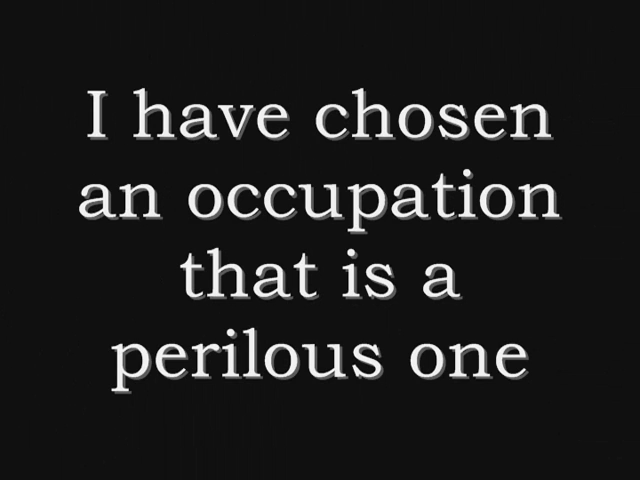 I have chosen
an occupation
that is a
perilous one